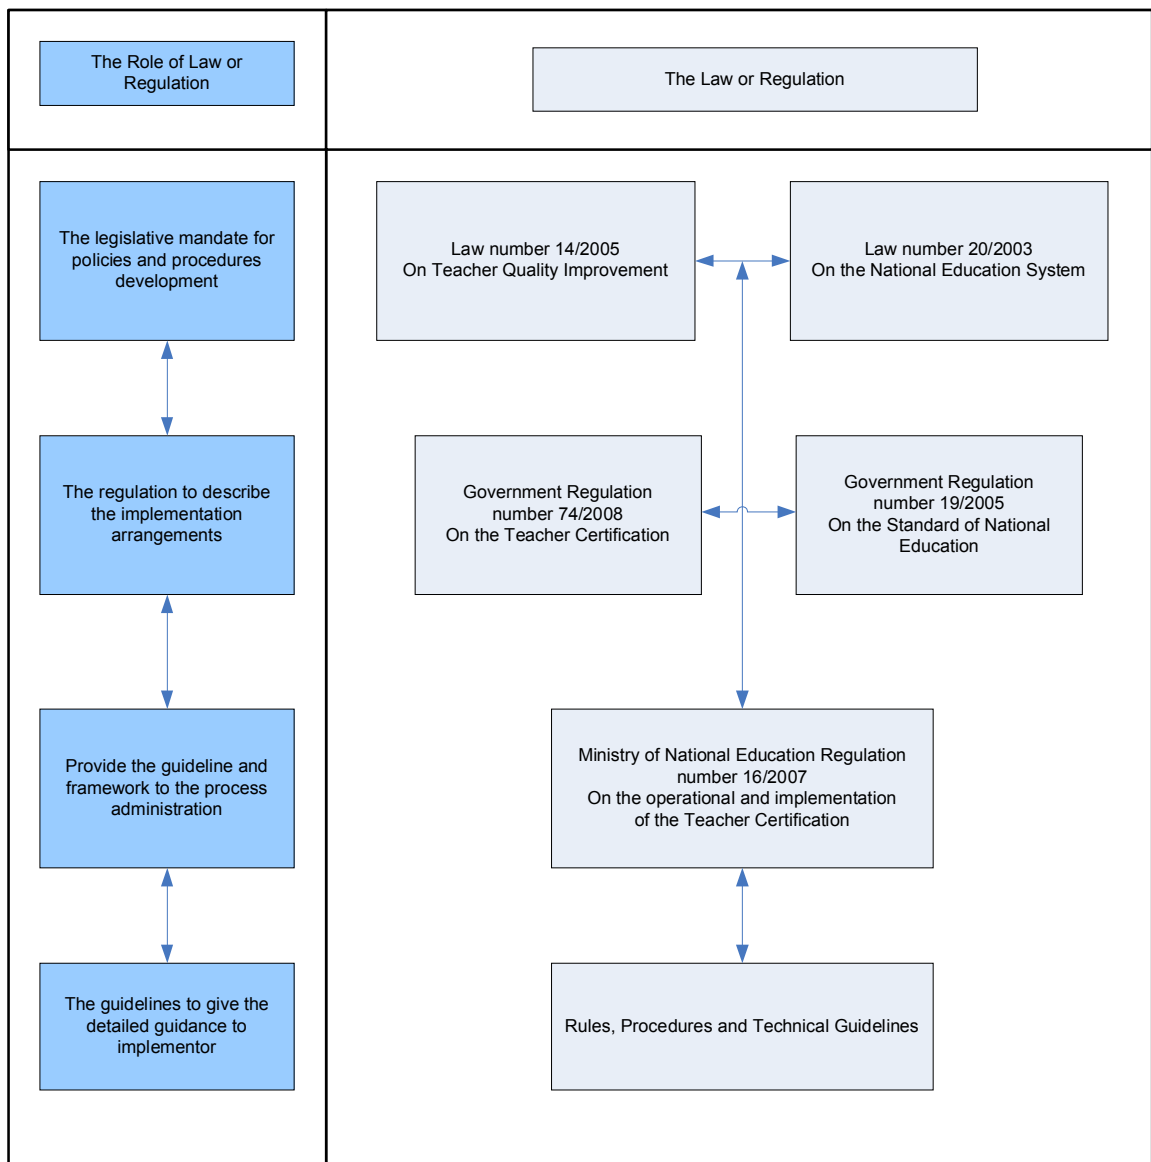 The Role of Law or
Regulation
The Law or Regulation
The legislative mandate for
policies and procedures
development
Law number 14/2005
On Teacher Quality Improvement
Law number 20/2003
On the National Education System
The regulation to describe
the implementation
arrangements
Government Regulation
number 74/2008
On the Teacher Certification
Government Regulation
number 19/2005
On the Standard of National
Education
Provide the guideline and
framework to the process
administration
Ministry of National Education Regulation
number 16/2007
On the operational and implementation
of the Teacher Certification
The guidelines to give the
detailed guidance to
implementor
Rules, Procedures and Technical Guidelines